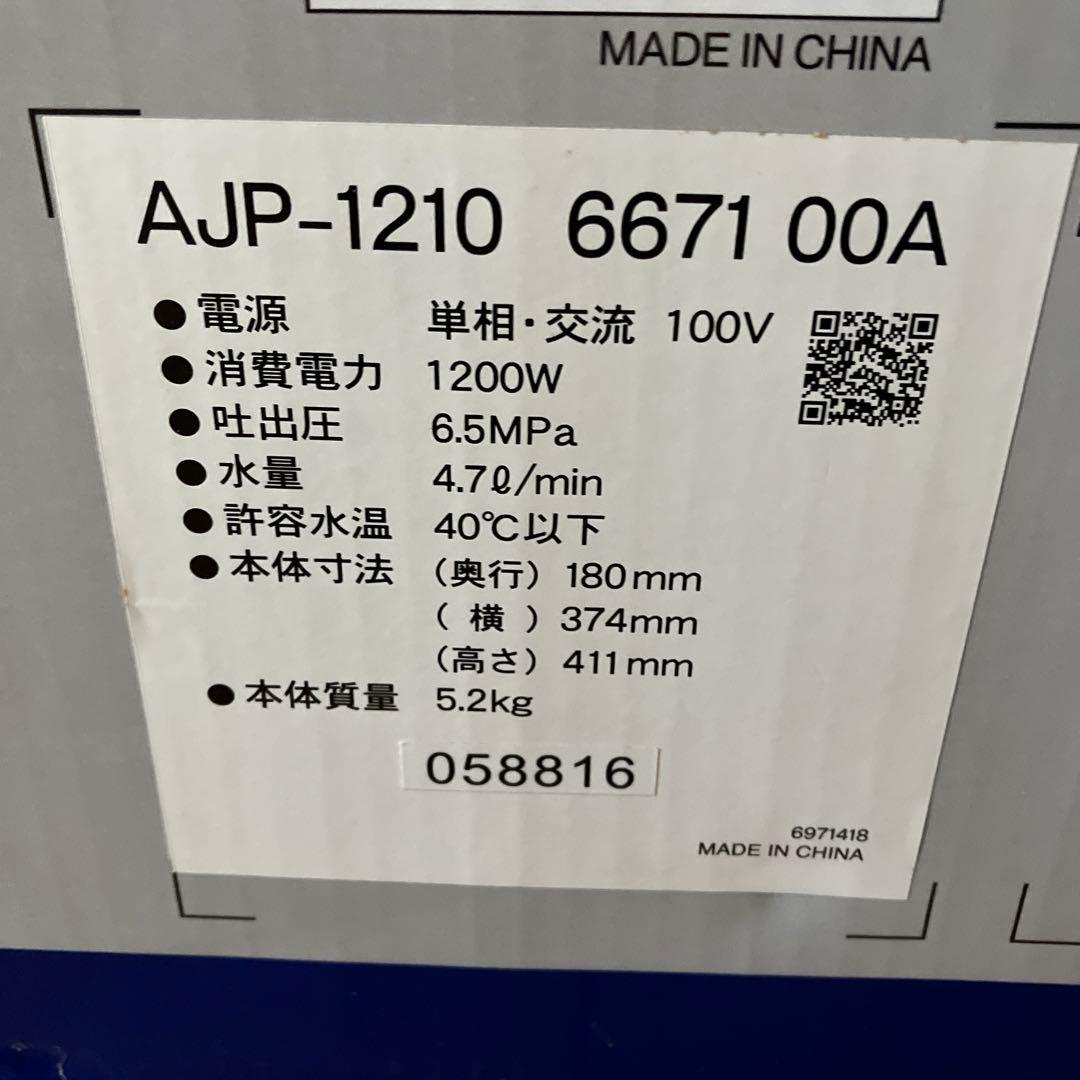 MADE IN CHINA
AJP-1210 667100A
●電源 単相・交流 100V
●消費電力 1200W
●吐出圧 6.5MPa
●水量 4.7ℓ/min
●許容水温 40℃以下
●本体寸法 (奥行) 180mm
(横) 374mm
(高さ) 411mm
●本体質量 5.2kg
058816
6971418
MADE IN CHINA